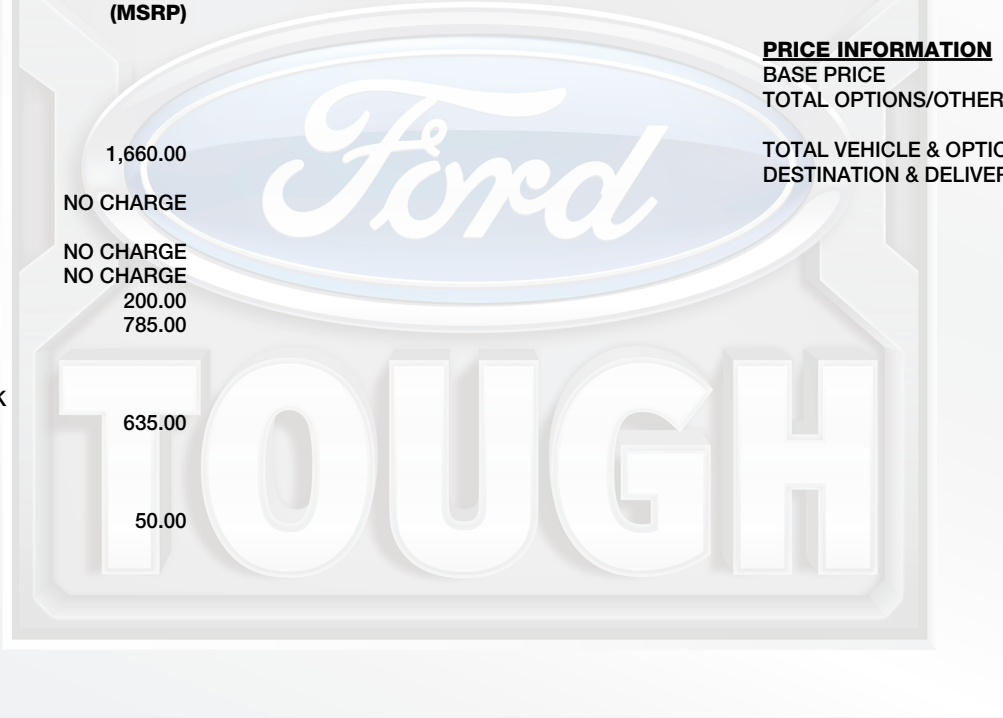 (MSRP)
1,660.00
NO CHARGE
NO CHARGE
NO CHARGE
200.00
785.00
K
635.00
50.00
PRICE INFORMATION
BASE PRICE
TOTAL OPTIONS/OTHER
TOTAL VEHICLE & OPTIO
DESTINATION & DELIVER
Ford
TOUGH